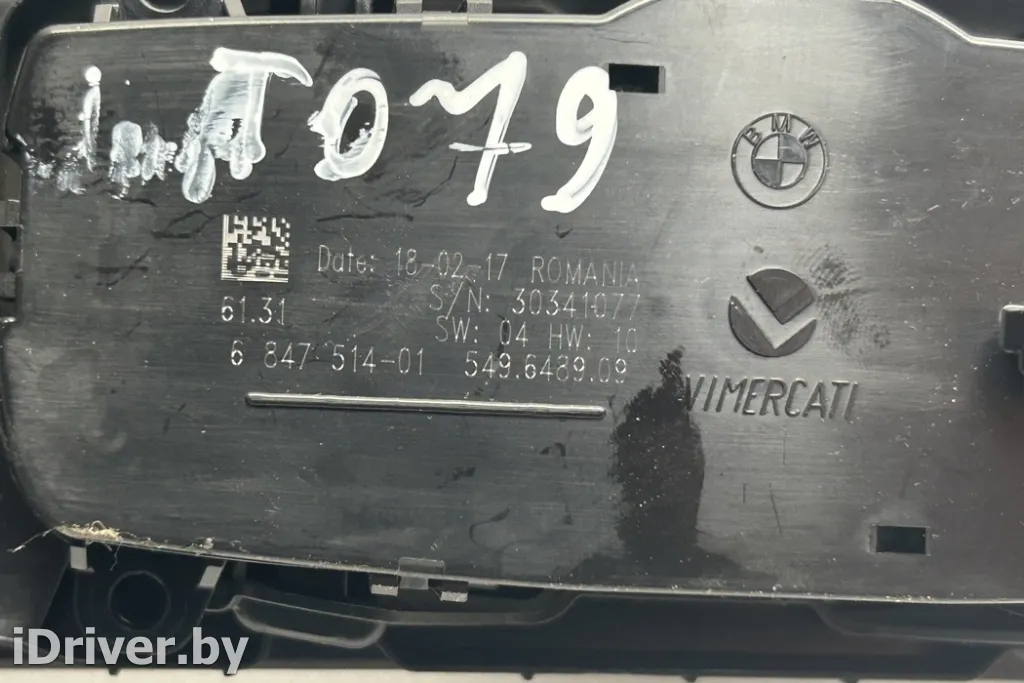 T 079
BMW
Date: 18-02-17 ROMANIA
S/N: 30341077
61.31
SW: 04 HW: 10
6 847 514-01 549.6489.09
VIMERCATI
iDriver.by